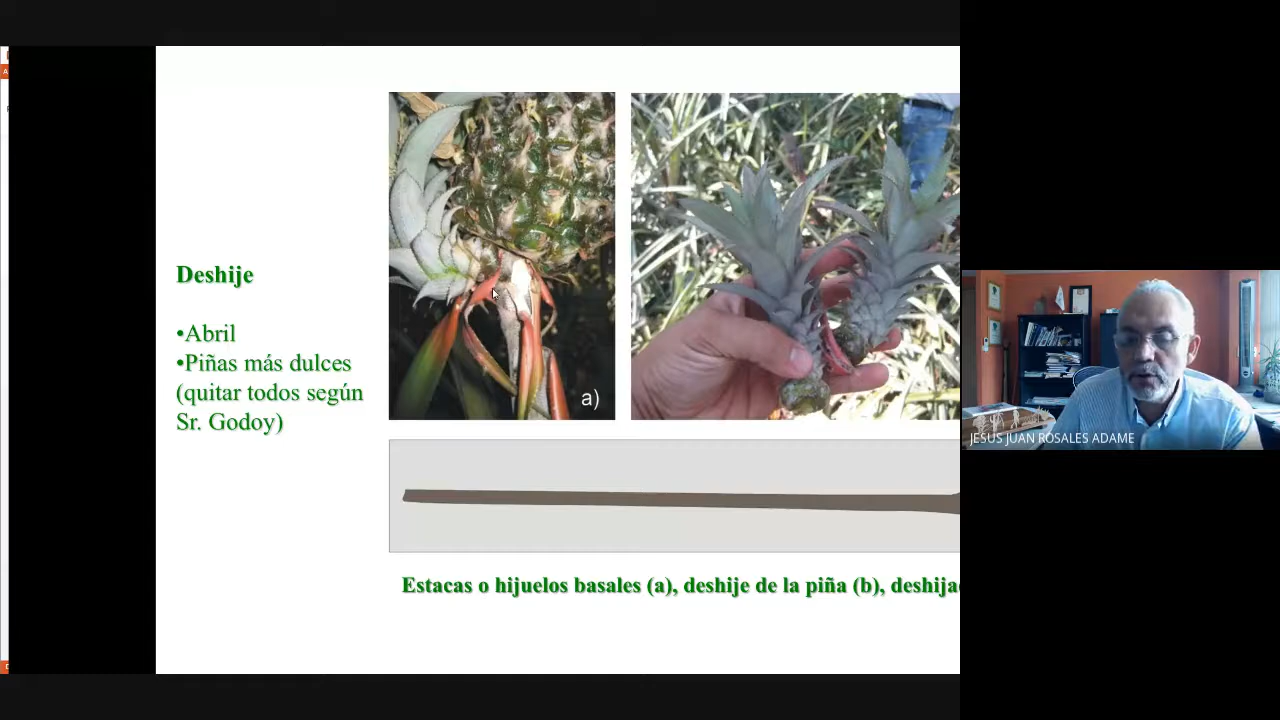 Deshije
•Abril
•Piñas más dulces
(quitar todos según
Sr. Godoy)
a)
Estacas o hijuelos basales (a), deshije de la piña (b),
JESUS JUAN ROSALES ADAME